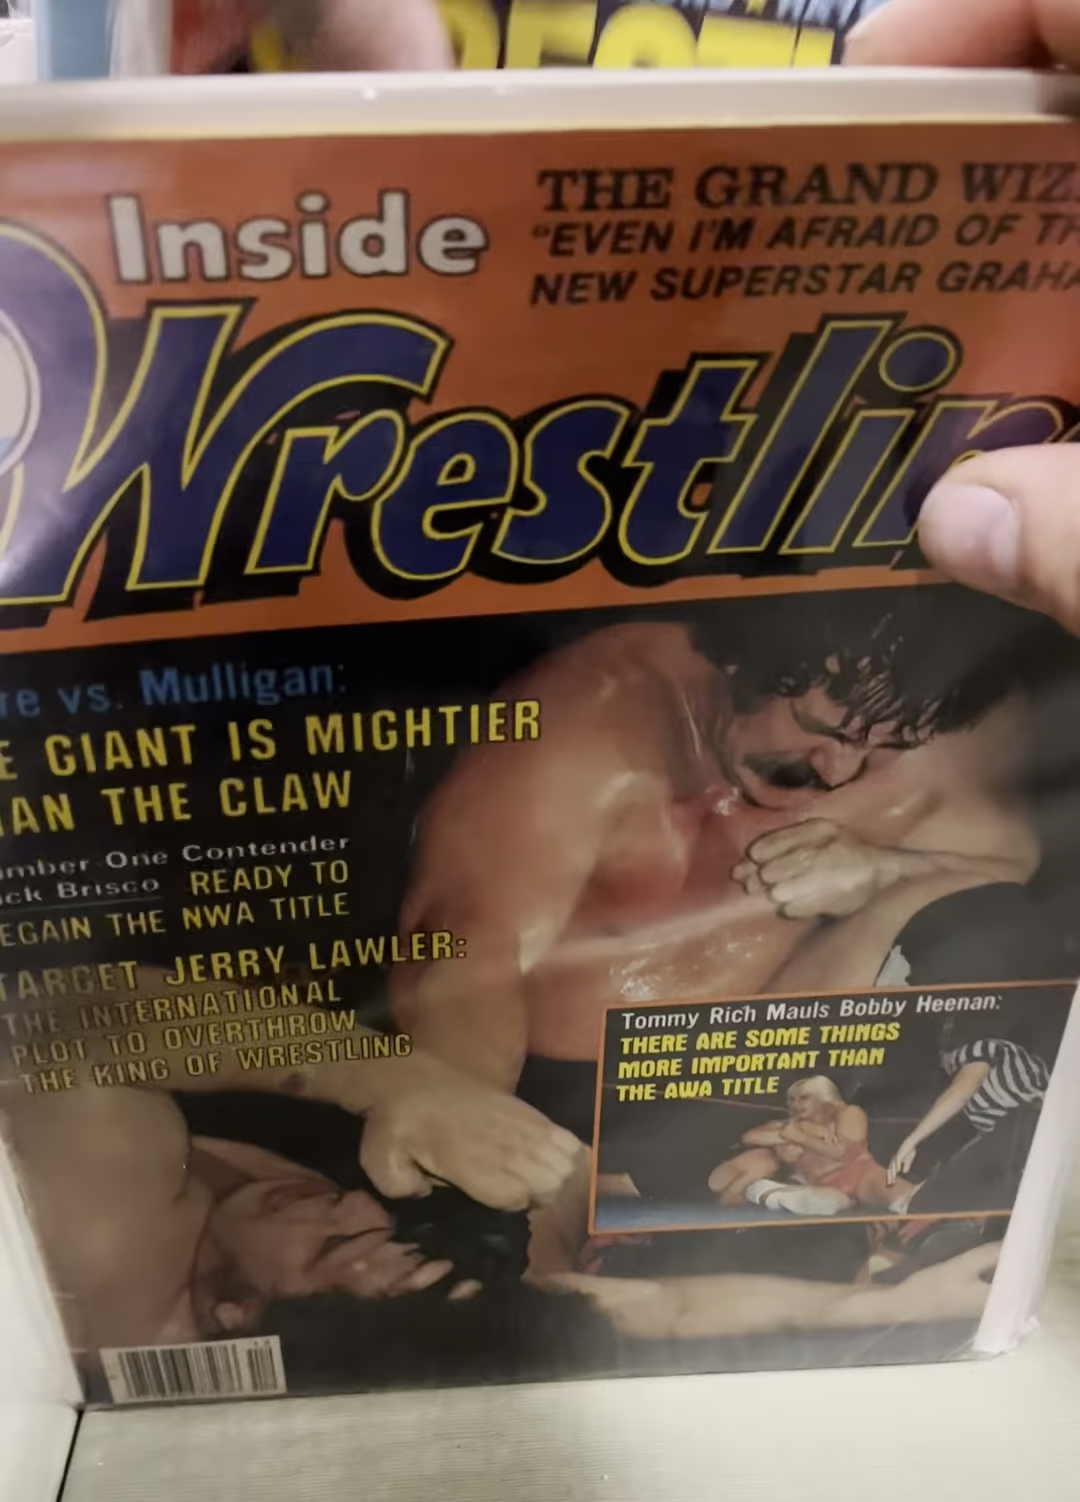 Inside
THE GRAND WIZ
"EVEN I'M AFRAID OF TH
NEW SUPERSTAR GRAHA
Wrestlin
re vs. Mulligan:
E GIANT IS MIGHTIER
AN THE CLAW
mber One Contender
ck Brisco READY TO
EGAIN THE NWA TITLE
TARGET JERRY LAWLER:
THE INTERNATIONAL
PLOT TO OVERTHROW
THE KING OF WRESTLING
Tommy Rich Mauls Bobby Heenan:
THERE ARE SOME THINGS
MORE IMPORTANT THAN
THE AWA TITLE